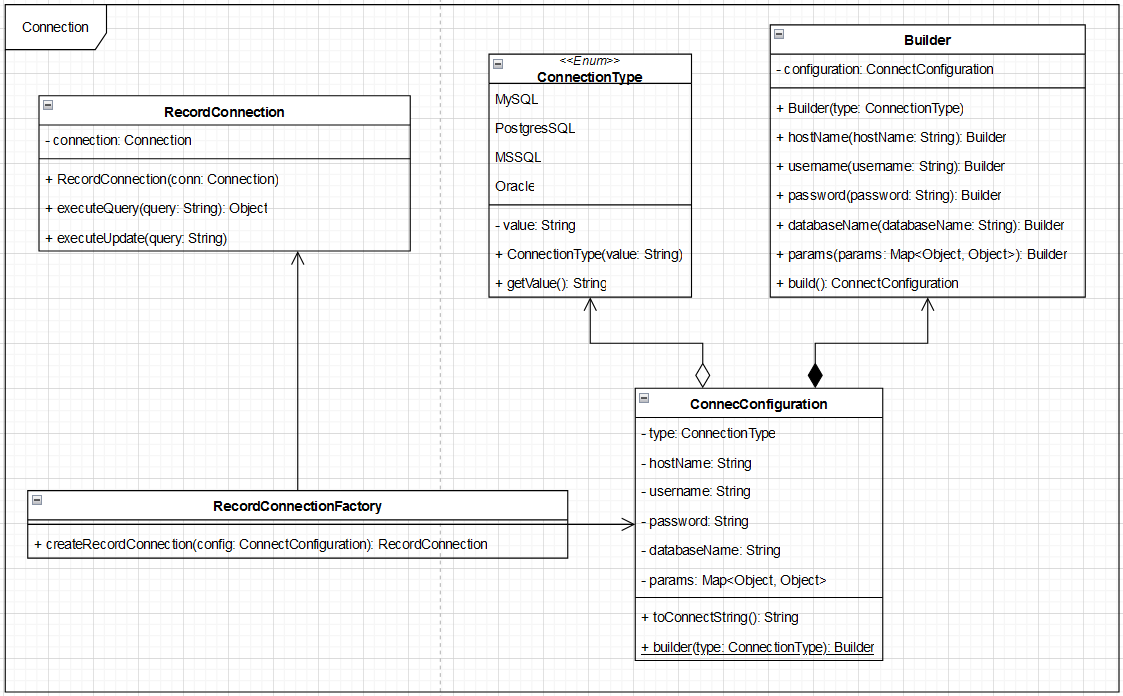 Connection
RecordConnection
- connection: Connection
+ RecordConnection(conn: Connection)
+ executeQuery(query: String): Object
+ executeUpdate(query: String)
<<Enum>>
ConnectionType
MySQL
PostgresSQL
MSSQL
Oracle
- value: String
+ ConnectionType(value: String)
+ getValue(): String
Builder
- configuration: ConnectConfiguration
+ Builder(type: ConnectionType)
+ hostName(hostName: String): Builder
+ username(username: String): Builder
+ password(password: String): Builder
+ databaseName(databaseName: String): Builder
+ params(params: Map<Object, Object>): Builder
+ build(): ConnectConfiguration
RecordConnectionFactory
+ createRecordConnection(config: ConnectConfiguration): RecordConnection
ConnecConfiguration
- type: ConnectionType
- hostName: String
- username: String
- password: String
- databaseName: String
- params: Map<Object, Object>
+ toConnectString(): String
+ builder(type: ConnectionType): Builder